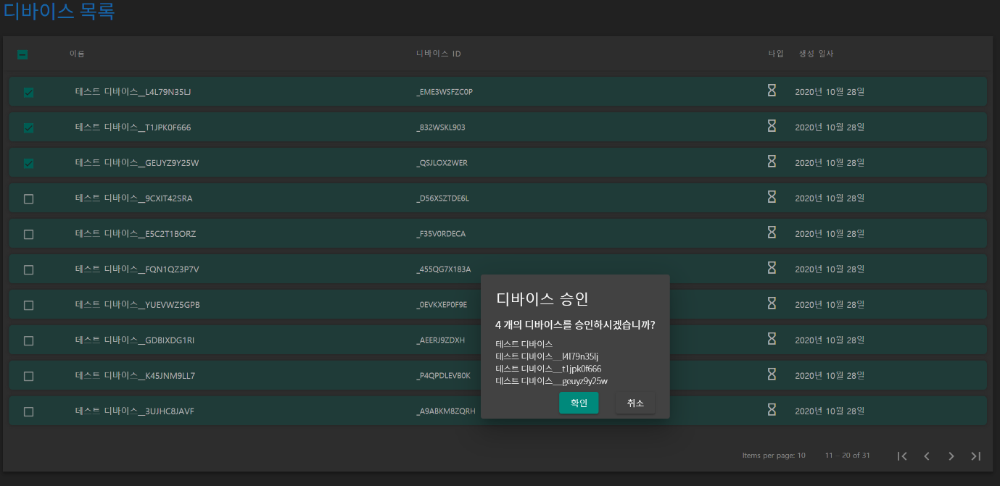 디바이스 목록
이름 디바이스 ID 타입 생성 일자
테스트 디바이스__L4L79N35LJ _EME3WSFZC0P 2020년 10월 28일
테스트 디바이스__T1JPK0F666 _832WSKL903 2020년 10월 28일
테스트 디바이스__GEUYZ9Y25W _QSJLOX2WER 2020년 10월 28일
테스트 디바이스__9CXIT42SRA _D56XSZTDE6L 2020년 10월 28일
테스트 디바이스__E5C2T1BORZ _F35V0RDECA 2020년 10월 28일
테스트 디바이스__FQN1QZ3P7V _455QG7X183A 2020년 10월 28일
테스트 디바이스__YUEVWZ5GPB _0EVKXEP0F9E 2020년 10월 28일
테스트 디바이스__GDBIXDG1RI _AEERJ9ZDXH 2020년 10월 28일
테스트 디바이스__K45JNM9LL7 _P4QPDLEVB0K 2020년 10월 28일
테스트 디바이스__3UJHC8JAVF _A9ABKM8ZQRH 2020년 10월 28일
디바이스 승인
4 개의 디바이스를 승인하시겠습니까?
테스트 디바이스
테스트 디바이스__l4l79n35lj
테스트 디바이스__t1jpk0f666
테스트 디바이스__geuyz9y25w
확인 취소
Items per page: 10 11 – 20 of 31